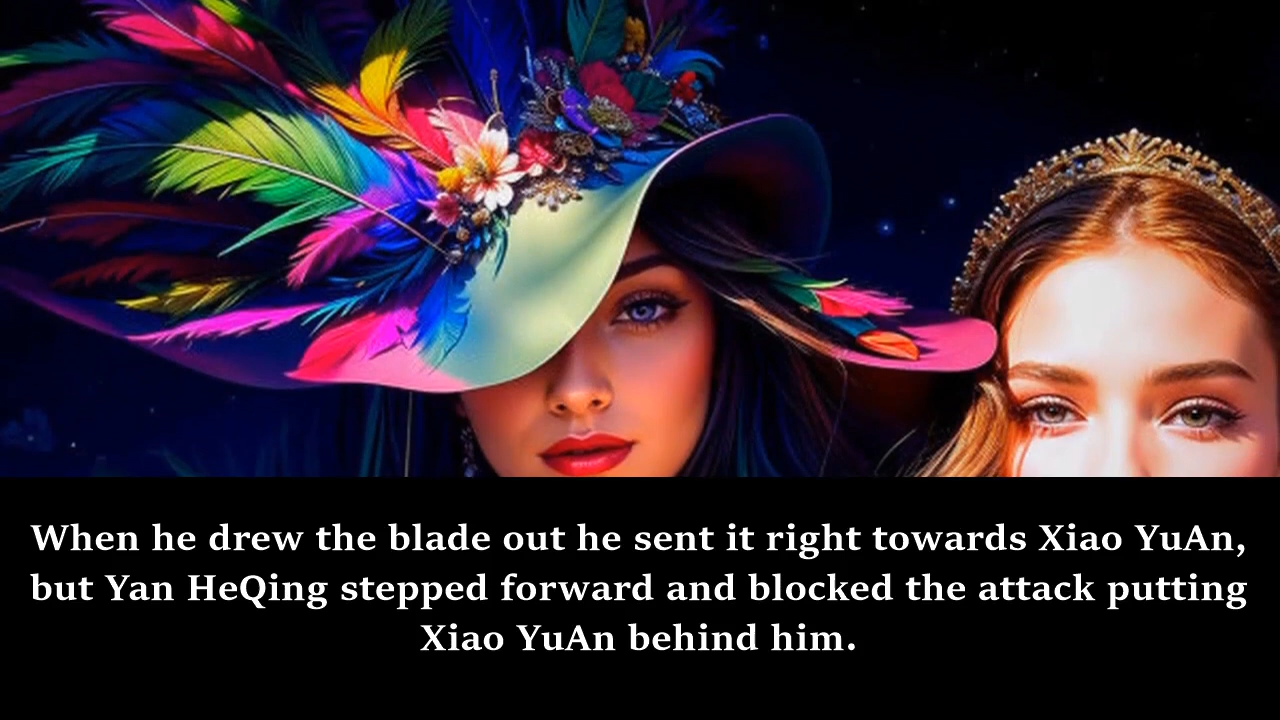 When he drew the blade out he sent it right towards Xiao YuAn,
but Yan HeQing stepped forward and blocked the attack putting
Xiao YuAn behind him.